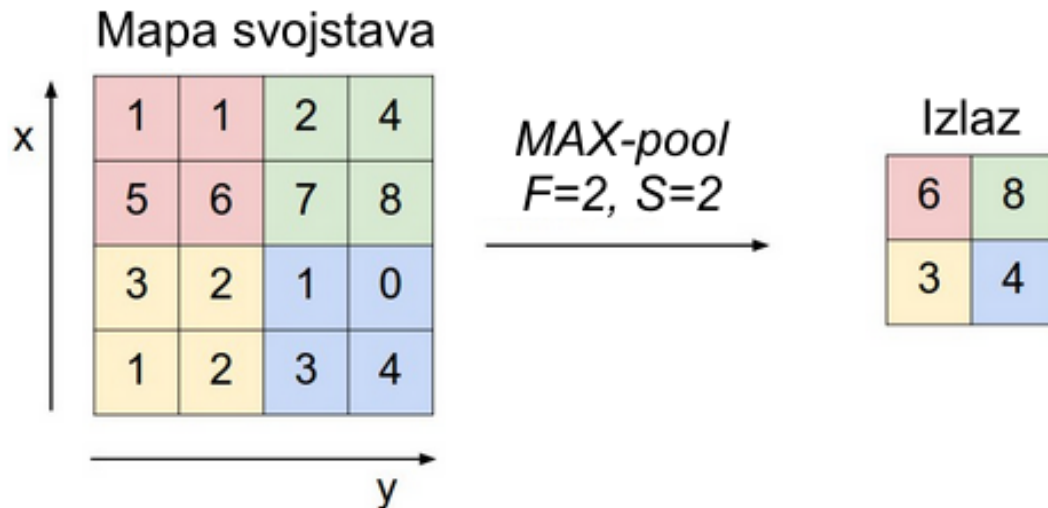 Mapa svojstava
x
1 1 2 4
5 6 7 8
3 2 1 0
1 2 3 4
y
MAX-pool
F=2, S=2
Izlaz
6 8
3 4